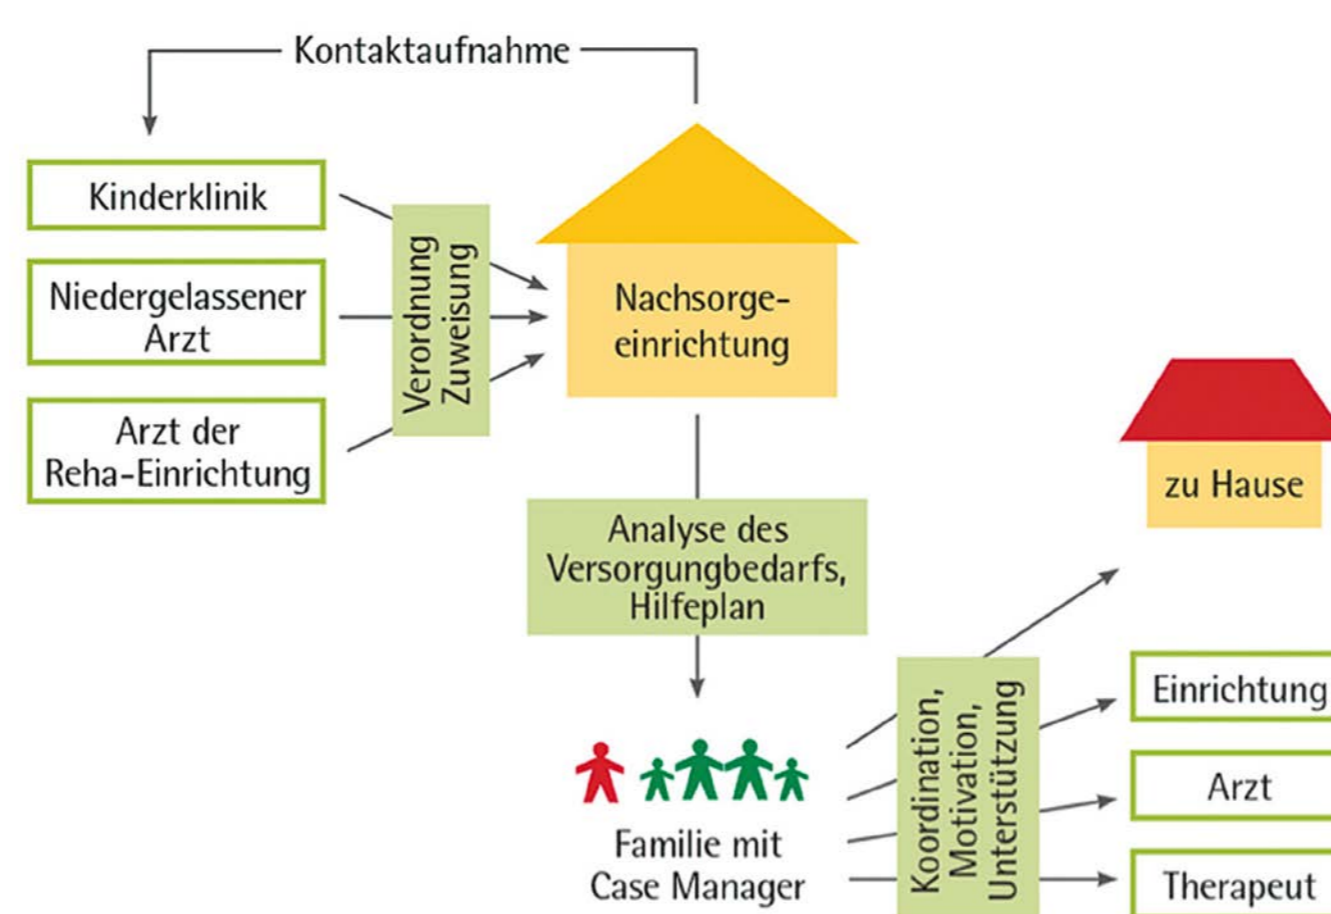 Kontaktaufnahme
Kinderklinik
Niedergelassener
Arzt
Arzt der
Reha-Einrichtung
Verordnung
Zuweisung
Nachsorge-
einrichtung
Analyse des
Versorgungbedarfs,
Hilfeplan
Familie mit
Case Manager
Koordination,
Motivation,
Unterstützung
zu Hause
Einrichtung
Arzt
Therapeut